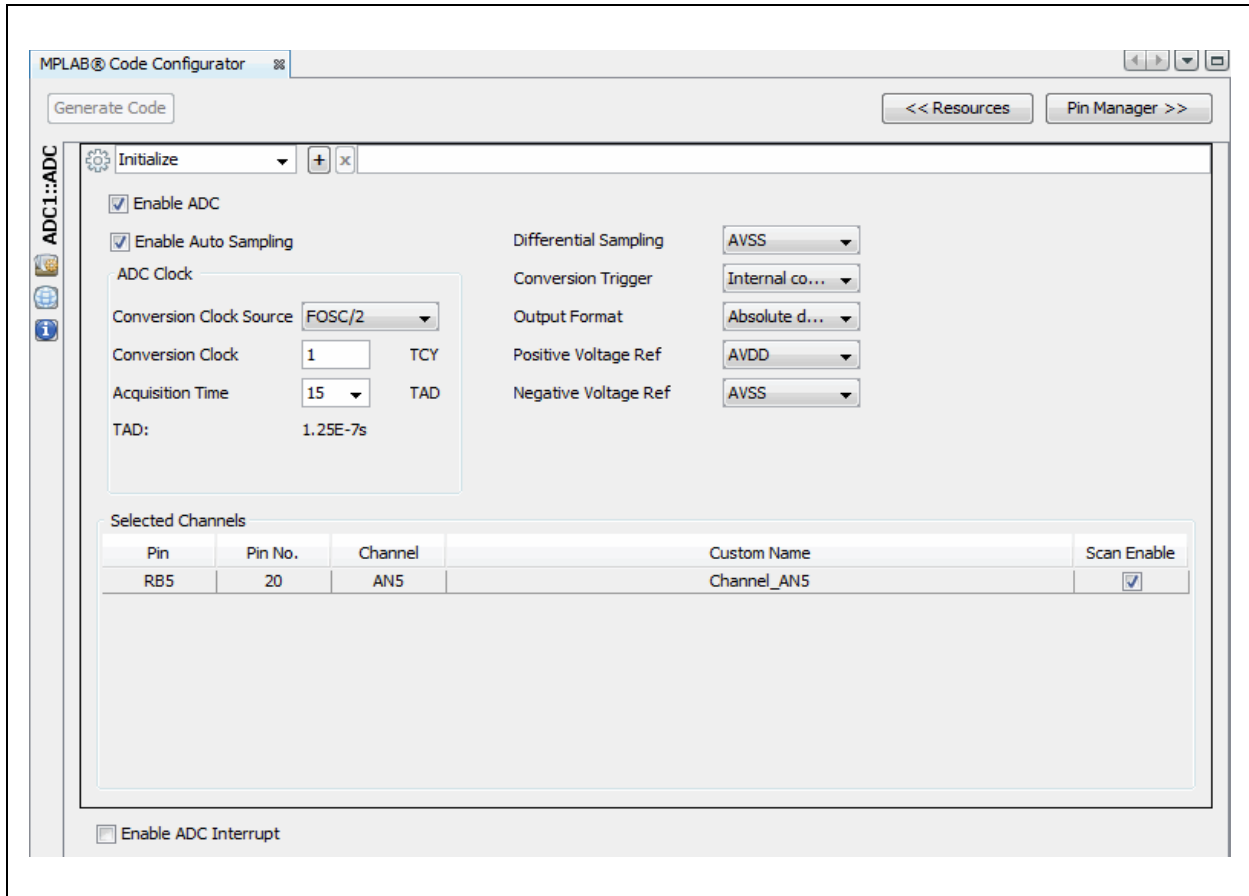 MPLAB® Code Configurator
Generate Code << Resources Pin Manager >>
ADC1::ADC
Initialize + x
Enable ADC
Enable Auto Sampling Differential Sampling AVSS
ADC Clock Conversion Trigger Internal co...
Conversion Clock Source FOSC/2 Output Format Absolute d...
Conversion Clock 1 TCY Positive Voltage Ref AVDD
Acquisition Time 15 TAD Negative Voltage Ref AVSS
TAD: 1.25E-7s
Selected Channels
Pin Pin No. Channel Custom Name Scan Enable
RB5 20 AN5 Channel_AN5
Enable ADC Interrupt